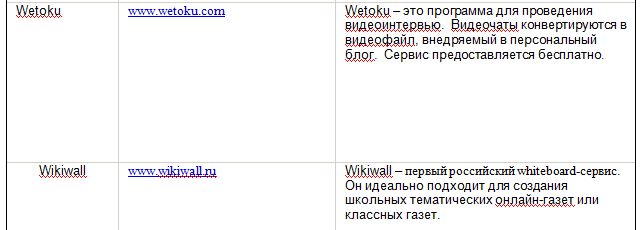 Wetoku www.wetoku.com Wetoku – это программа для проведения
видеоинтервью. Видеочаты конвертируются в
видеофайл, внедряемый в персональный
блог. Сервис предоставляется бесплатно.
Wikiwall www.wikiwall.ru Wikiwall – первый российский whiteboard-сервис.
Он идеально подходит для создания
школьных тематических онлайн-газет или
классных газет.